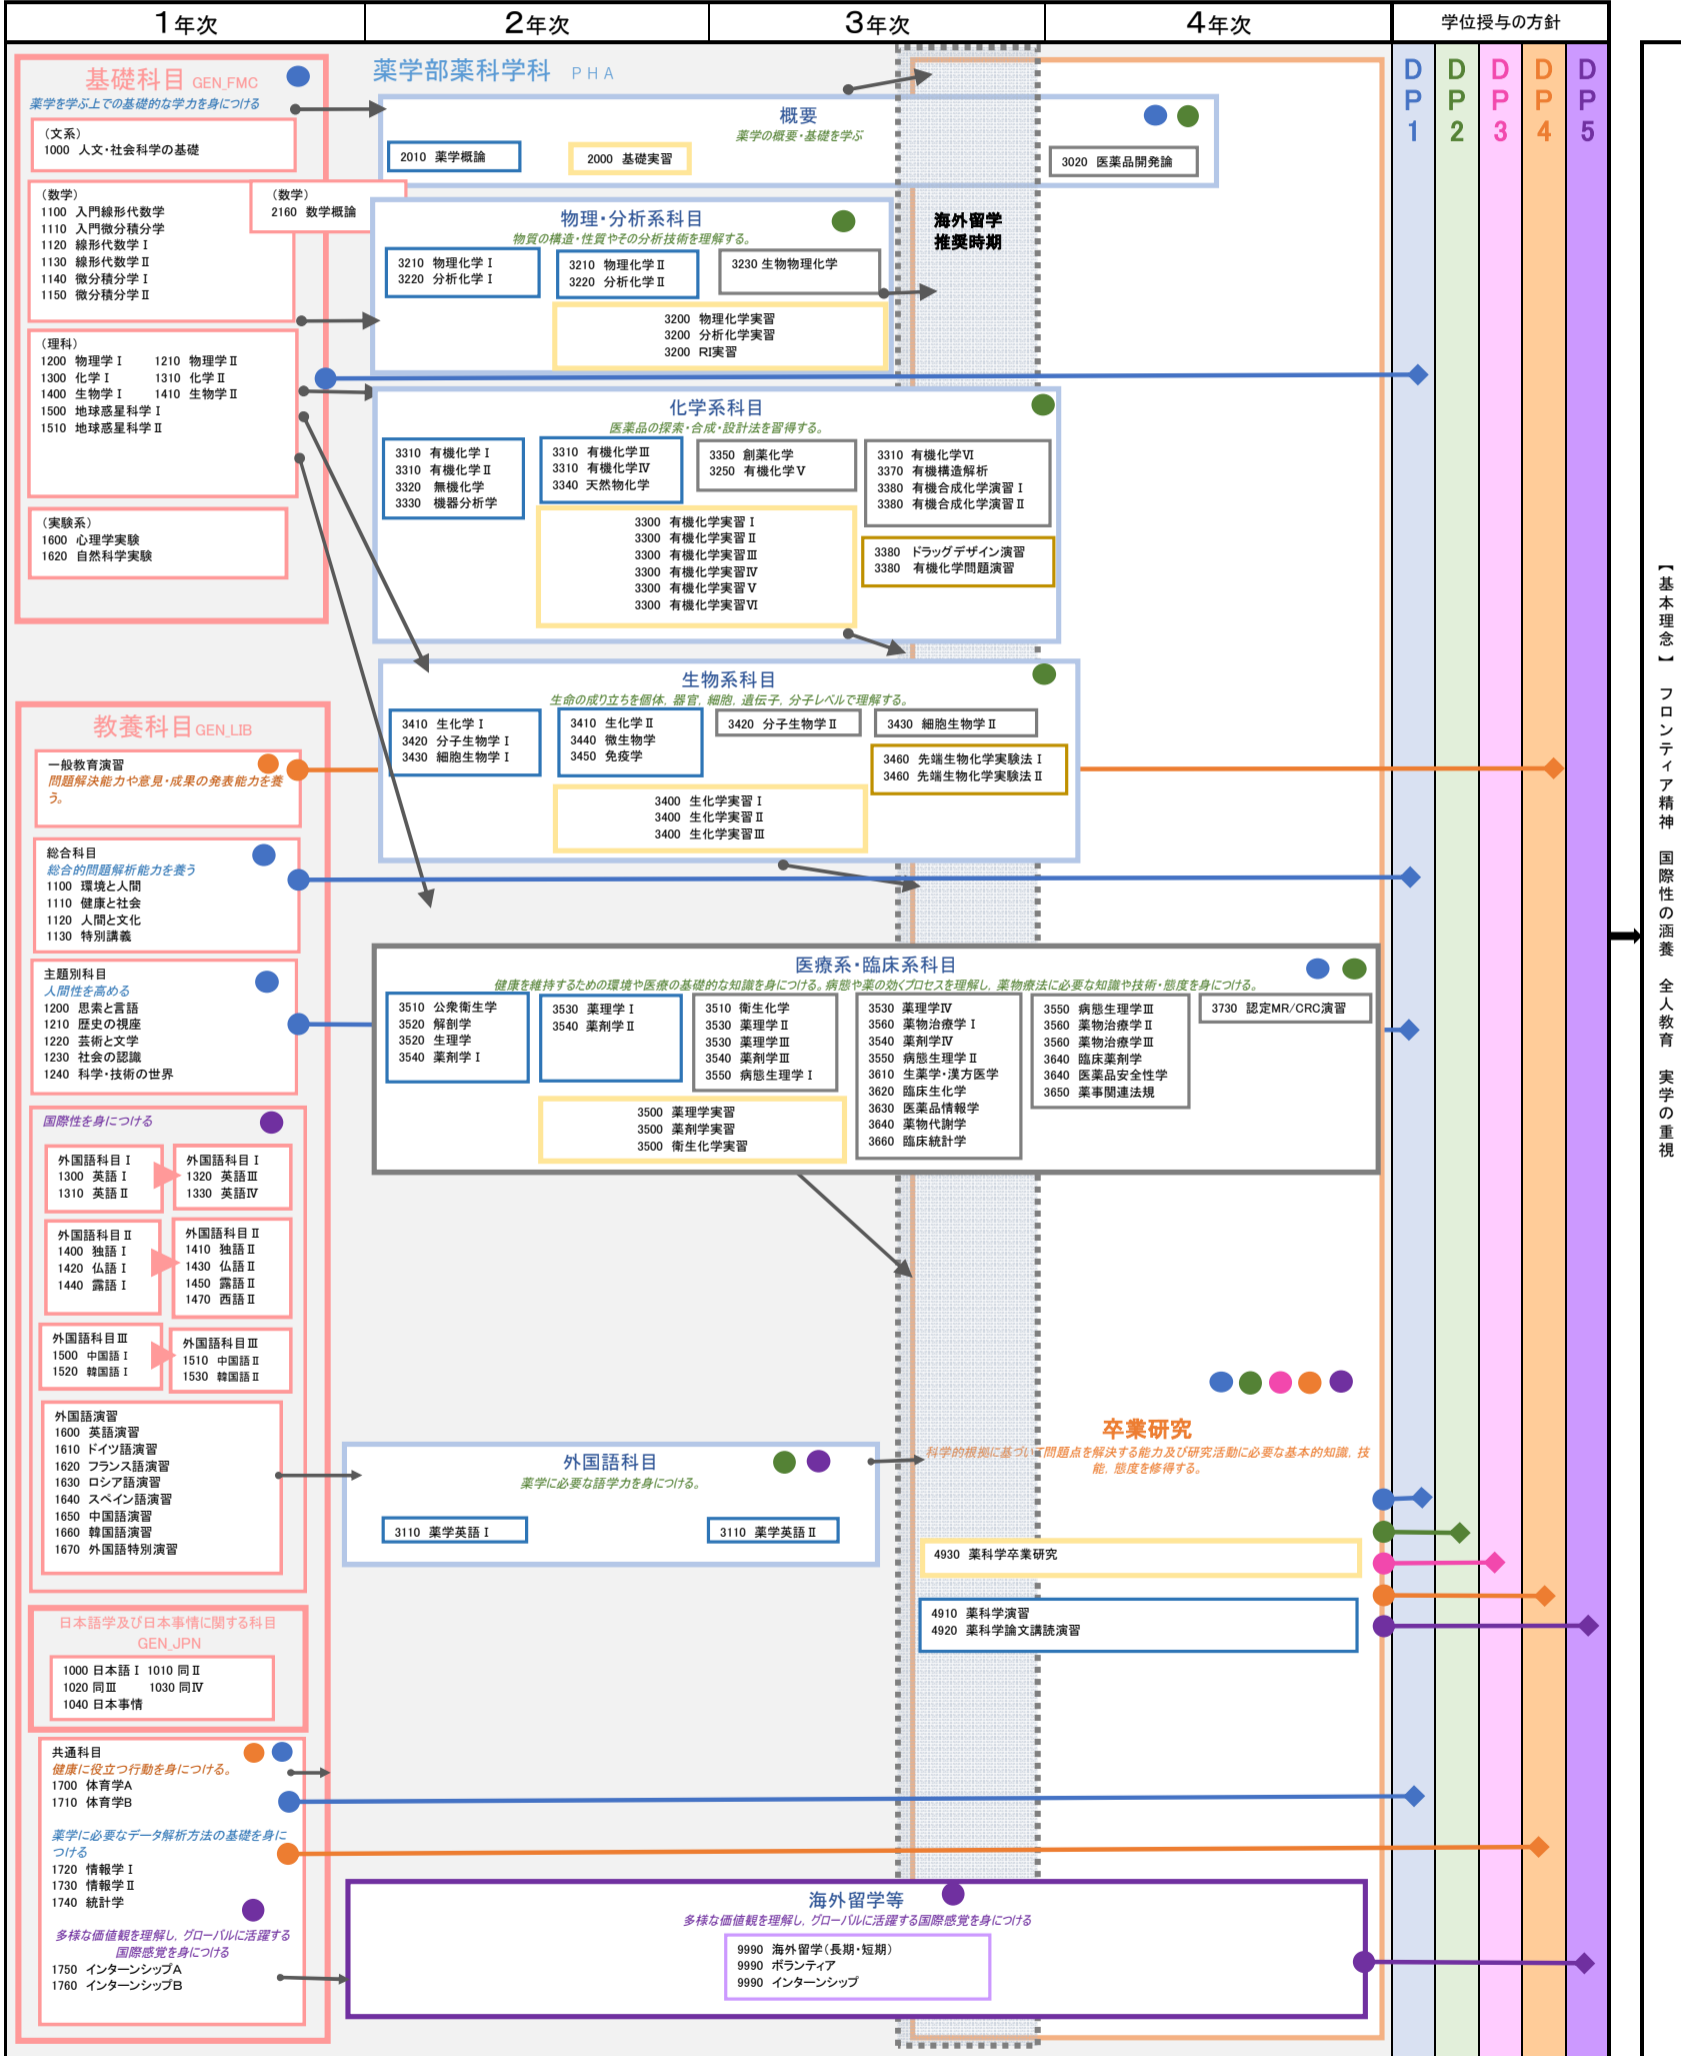 1年次
2年次
3年次
4年次
学位授与の方針
基礎科目 GEN_FMC
薬学を学ぶ上での基礎的な学力を身につける
（文系）
1000 人文・社会科学の基礎
（数学）
1100 入門線形代数学
1110 入門微分積分学
1120 線形代数学Ⅰ
1130 線形代数学Ⅱ
1140 微分積分学Ⅰ
1150 微分積分学Ⅱ
（数学）
2160 数学概論
（理科）
1200 物理学Ⅰ 1210 物理学Ⅱ
1300 化学Ⅰ 1310 化学Ⅱ
1400 生物学Ⅰ 1410 生物学Ⅱ
1500 地球惑星科学Ⅰ
1510 地球惑星科学Ⅱ
（実験系）
1600 心理学実験
1620 自然科学実験
教養科目GEN_LIB
一般教育演習
問題解決能力や意見・成果の発表能力を養
う。
総合科目
総合的問題解析能力を養う
1100 環境と人間
1110 健康と社会
1120 人間と文化
1130 特別講義
主題別科目
人間性を高める
1200 思索と言語
1210 歴史の視座
1220 芸術と文学
1230 社会の認識
1240 科学・技術の世界
国際性を身につける
外国語科目Ⅰ
1300 英語Ⅰ
1310 英語Ⅱ
外国語科目Ⅰ
1320 英語Ⅲ
1330 英語Ⅳ
外国語科目Ⅱ
1400 独語Ⅰ
1420 仏語Ⅰ
1440 露語Ⅰ
外国語科目Ⅱ
1410 独語Ⅱ
1430 仏語Ⅱ
1450 露語Ⅱ
1470 西語Ⅱ
外国語科目Ⅲ
1500 中国語Ⅰ
1520 韓国語Ⅰ
外国語科目Ⅲ
1510 中国語Ⅱ
1530 韓国語Ⅱ
外国語演習
1600 英語演習
1610 ドイツ語演習
1620 フランス語演習
1630 ロシア語演習
1640 スペイン語演習
1650 中国語演習
1660 韓国語演習
1670 外国語特別演習
日本語学及び日本事情に関する科目
GEN_JPN
1000 日本語Ⅰ 1010 同Ⅱ
1020 同Ⅲ 1030 同Ⅳ
1040 日本事情
共通科目
健康に役立つ行動を身につける。
1700 体育学A
1710 体育学B
薬学に必要なデータ解析方法の基礎を身に
つける
1720 情報学Ⅰ
1730 情報学Ⅱ
1740 統計学
多様な価値観を理解し，グローバルに活躍する
国際感覚を身につける
1750 インターンシップA
1760 インターンシップB
薬学部薬科学科 PHA
概要
薬学の概要・基礎を学ぶ
2010 薬学概論
2000 基礎実習
3020 医薬品開発論
物理・分析系科目
物質の構造・性質やその分析技術を理解する。
3210 物理化学Ⅰ
3220 分析化学Ⅰ
3210 物理化学Ⅱ
3220 分析化学Ⅱ
3230 生物物理化学
3200 物理化学実習
3200 分析化学実習
3200 RI実習
海外留学
推奨時期
化学系科目
医薬品の探索・合成・設計法を習得する。
3310 有機化学Ⅰ
3310 有機化学Ⅱ
3320 無機化学
3330 機器分析学
3310 有機化学Ⅲ
3310 有機化学Ⅳ
3340 天然物化学
3350 創薬化学
3250 有機化学Ⅴ
3310 有機化学Ⅵ
3370 有機構造解析
3380 有機合成化学演習Ⅰ
3380 有機合成化学演習Ⅱ
3300 有機化学実習Ⅰ
3300 有機化学実習Ⅱ
3300 有機化学実習Ⅲ
3300 有機化学実習Ⅳ
3300 有機化学実習Ⅴ
3300 有機化学実習Ⅵ
3380 ドラッグデザイン演習
3380 有機化学問題演習
生物系科目
生命の成り立ちを個体，器官，細胞，遺伝子，分子レベルで理解する。
3410 生化学Ⅰ
3420 分子生物学Ⅰ
3430 細胞生物学Ⅰ
3410 生化学Ⅱ
3440 微生物学
3450 免疫学
3420 分子生物学Ⅱ
3430 細胞生物学Ⅱ
3460 先端生物化学実験法Ⅰ
3460 先端生物化学実験法Ⅱ
3400 生化学実習Ⅰ
3400 生化学実習Ⅱ
3400 生化学実習Ⅲ
医療系・臨床系科目
健康を維持するための環境や医療の基礎的な知識を身につける。病態や薬の効くプロセスを理解し，薬物療法に必要な知識や技術・態度を身につける。
3510 公衆衛生学
3520 解剖学
3520 生理学
3540 薬剤学Ⅰ
3530 薬理学Ⅰ
3540 薬剤学Ⅱ
3510 衛生化学
3530 薬理学Ⅱ
3530 薬理学Ⅲ
3540 薬剤学Ⅲ
3550 病態生理学Ⅰ
3530 薬理学Ⅳ
3560 薬物治療学Ⅰ
3540 薬剤学Ⅳ
3550 病態生理学Ⅱ
3610 生薬学・漢方医学
3620 臨床生化学
3630 医薬品情報学
3640 薬物代謝学
3660 臨床統計学
3550 病態生理学Ⅲ
3560 薬物治療学Ⅱ
3560 薬物治療学Ⅲ
3640 臨床薬剤学
3640 医薬品安全性学
3650 薬事関連法規
3730 認定MR/CRC演習
3500 薬理学実習
3500 薬剤学実習
3500 衛生化学実習
外国語科目
薬学に必要な語学力を身につける。
3110 薬学英語Ⅰ
3110 薬学英語Ⅱ
卒業研究
科学的根拠に基づいて問題点を解決する能力及び研究活動に必要な基本的知識，技
能，態度を修得する。
4930 薬科学卒業研究
4910 薬科学演習
4920 薬科学論文講読演習
海外留学等
多様な価値観を理解し，グローバルに活躍する国際感覚を身につける
9990 海外留学（長期・短期）
9990 ボランティア
9990 インターンシップ
DP1
DP2
DP3
DP4
DP5
【基本理念】 フロンティア精神 国際性の涵養 全人教育 実学の重視